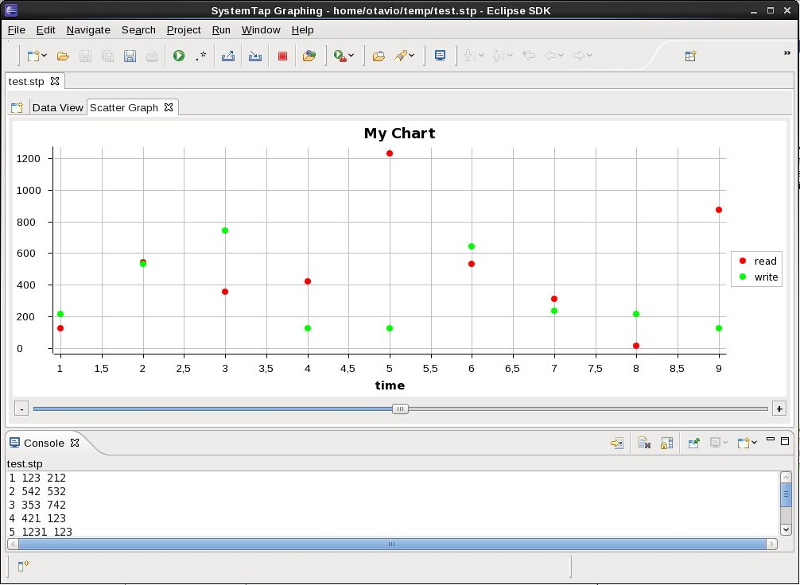 SystemTap Graphing - home/otavio/temp/test.stp - Eclipse SDK
File Edit Navigate Search Project Run Window Help
test.stp
Data View Scatter Graph
My Chart
1200
1000
800
600
400
200
0
1 1,5 2 2,5 3 3,5 4 4,5 5 5,5 6 6,5 7 7,5 8 8,5 9
time
read
write
- +
Console
test.stp
1 123 212
2 542 532
3 353 742
4 421 123
5 1231 123